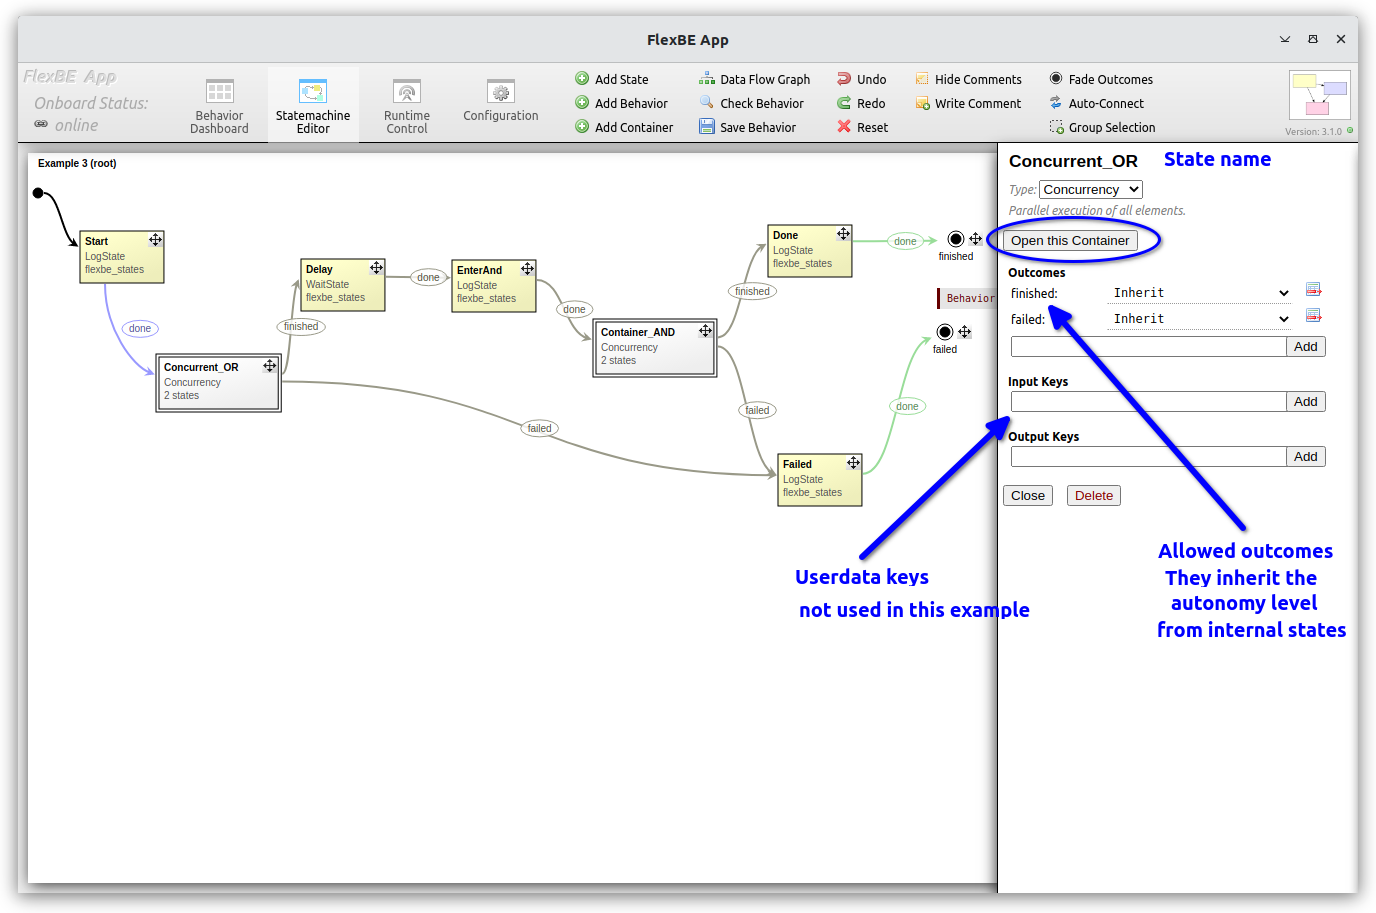 FlexBE App
FlexBE App
Onboard Status:
online
Behavior
Dashboard
Statemachine
Editor
Runtime
Control
Configuration
Add State
Add Behavior
Add Container
Data Flow Graph
Check Behavior
Save Behavior
Undo
Redo
Reset
Hide Comments
Write Comment
Fade Outcomes
Auto-Connect
Group Selection
Version: 3.1.0
Example 3 (root)
Start
LogState
flexbe_states
done
Concurrent_OR
Concurrency
2 states
finished
Delay
WaitState
flexbe_states
done
EnterAnd
LogState
flexbe_states
done
Container_AND
Concurrency
2 states
finished
failed
failed
Done
LogState
flexbe_states
done
finished
Behavior
failed
done
Failed
LogState
flexbe_states
Concurrent_OR
State name
Type: Concurrency
Parallel execution of all elements.
Open this Container
Outcomes
finished: Inherit
failed: Inherit
Add
Input Keys
Add
Output Keys
Add
Close Delete
Userdata keys
not used in this example
Allowed outcomes
They inherit the
autonomy level
from internal states